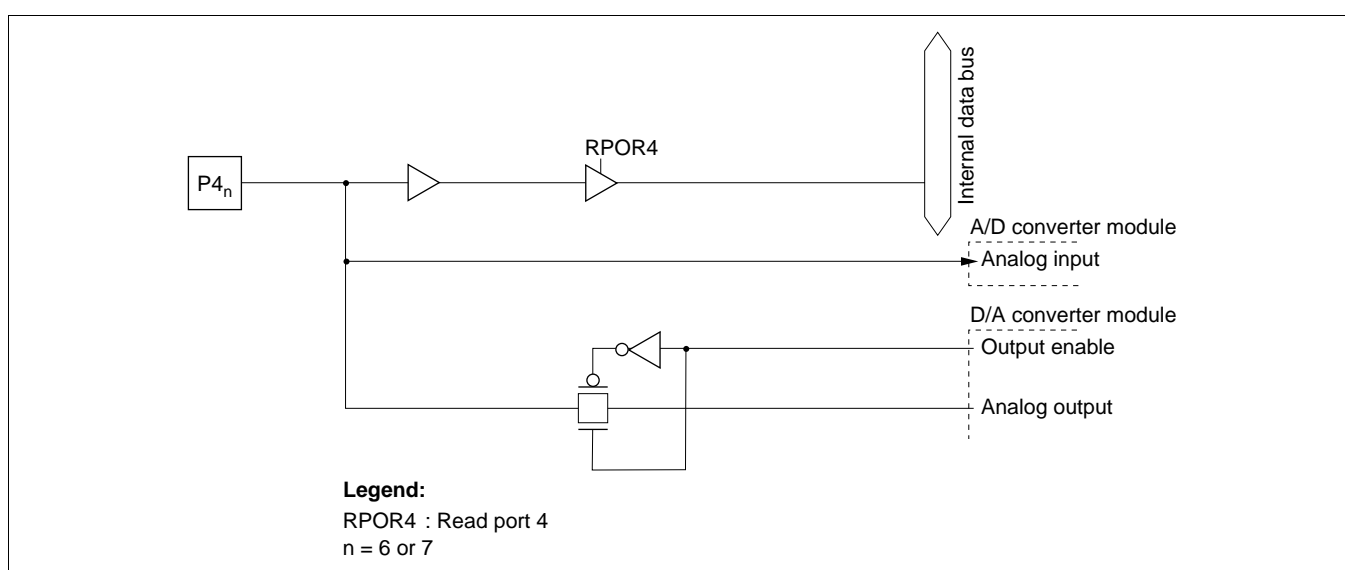 RPOR4
P4n
Internal data bus
A/D converter module
Analog input
D/A converter module
Output enable
Analog output
Legend:
RPOR4 : Read port 4
n = 6 or 7